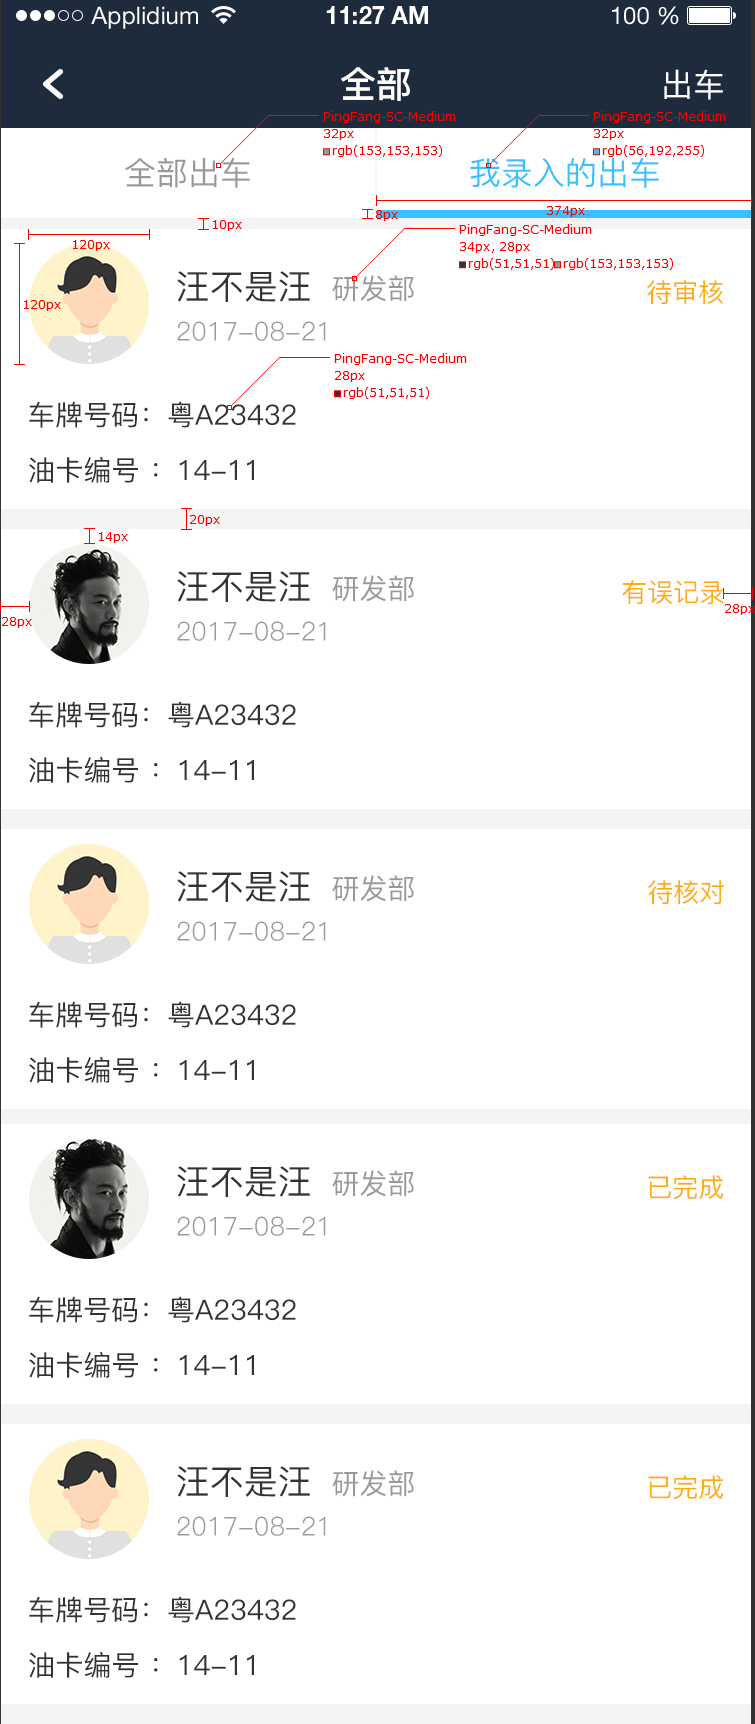 Applidium 11:27 AM 100 %
全部 出车
PingFang-SC-Medium PingFang-SC-Medium
32px 32px
rgb(153,153,153) rgb(56,192,255)
全部出车 我录入的出车
8px 374px
10px
PingFang-SC-Medium
34px, 28px
rgb(51,51,51) rgb(153,153,153)
120px
120px
汪不是汪 研发部 待审核
2017-08-21
PingFang-SC-Medium
28px
rgb(51,51,51)
车牌号码：粤A23432
油卡编号 ：14-11
20px
14px
汪不是汪 研发部 有误记录
28px 28px
2017-08-21
车牌号码：粤A23432
油卡编号 ：14-11
汪不是汪 研发部 待核对
2017-08-21
车牌号码：粤A23432
油卡编号 ：14-11
汪不是汪 研发部 已完成
2017-08-21
车牌号码：粤A23432
油卡编号 ：14-11
汪不是汪 研发部 已完成
2017-08-21
车牌号码：粤A23432
油卡编号 ：14-11